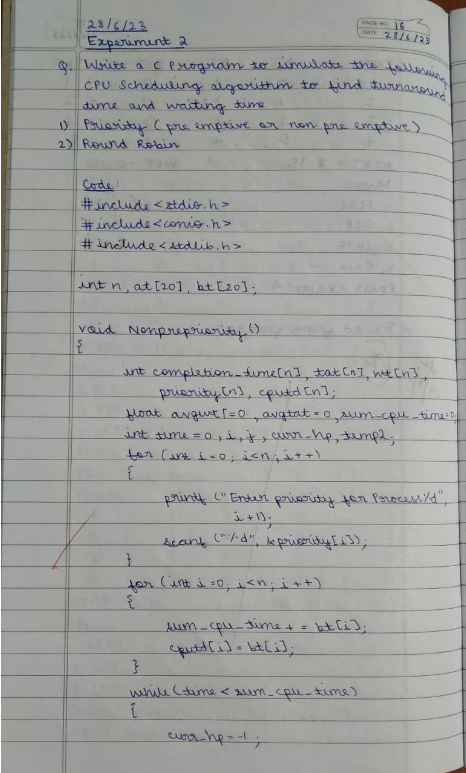 28/6/23
PAGE NO: 16
DATE: 28/6/23
Experiment 2
Q. Write a C program to simulate the following
CPU Scheduling algorithm to find turnaround
time and waiting time
1) Priority (pre emptive or non pre emptive)
2) Round Robin
Code:
#include <stdio.h>
#include <conio.h>
#include <stdlib.h>
int n, at[20], bt[20];
void Nonprepriority()
{
int completion_time[n], tat[n], wt[n],
priority[n], cputd[n];
float avgwt=0, avgtat=0, sum_cpu_time=0;
int time=0, i, j, curr_hp, temp2;
for (int i=0; i<n; i++)
{
printf ("Enter priority for Process%d",
i+1);
scanf ("%d", &priority[i]);
}
for (int i=0; i<n; i++)
{
sum_cpu_time += bt[i];
cputd[i] = bt[i];
}
while (time < sum_cpu_time)
{
curr_hp = -1;